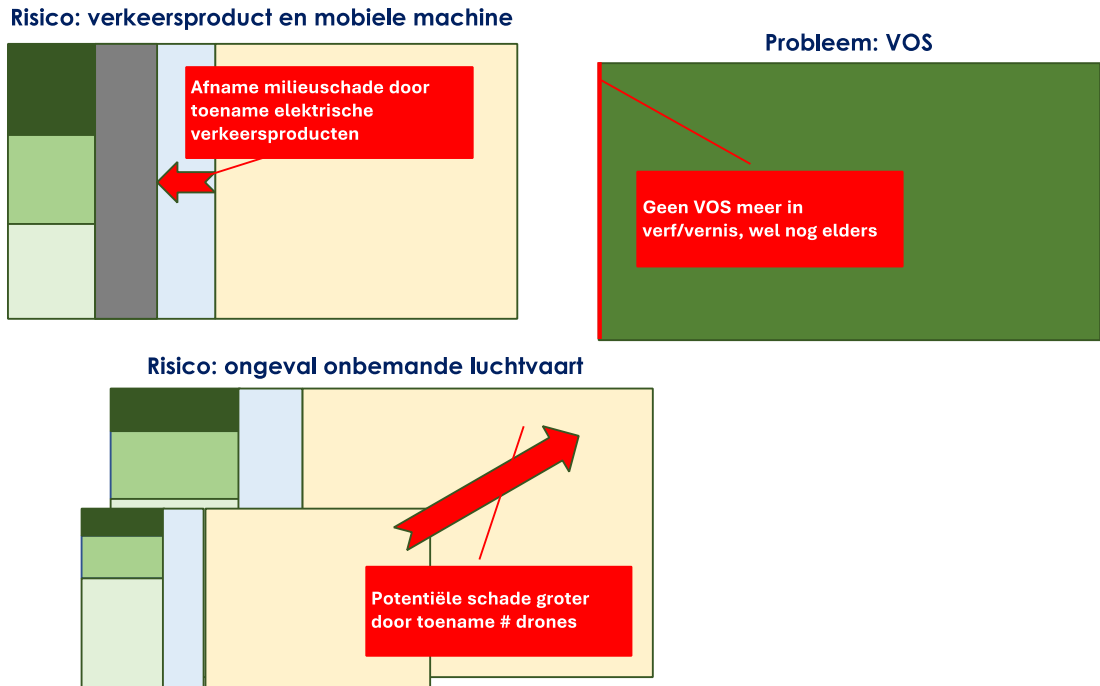 Risico: verkeersproduct en mobiele machine
Afname milieuschade door
toename elektrische
verkeersproducten
Probleem: VOS
Geen VOS meer in
verf/vernis, wel nog elders
Risico: ongeval onbemande luchtvaart
Potentiële schade groter
door toename # drones